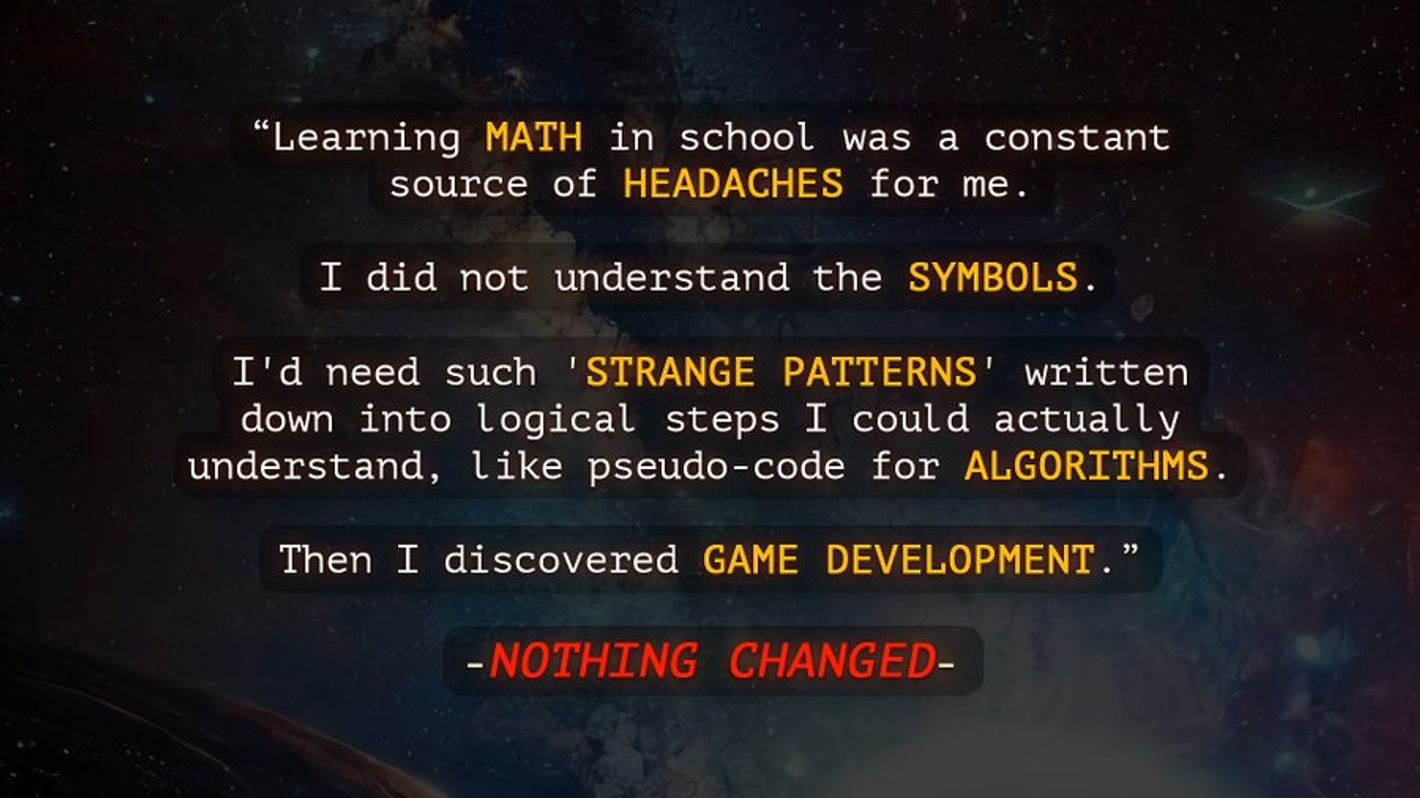 “Learning MATH in school was a constant
source of HEADACHES for me.
I did not understand the SYMBOLS.
I'd need such 'STRANGE PATTERNS' written
down into logical steps I could actually
understand, like pseudo-code for ALGORITHMS.
Then I discovered GAME DEVELOPMENT.”
-NOTHING CHANGED-